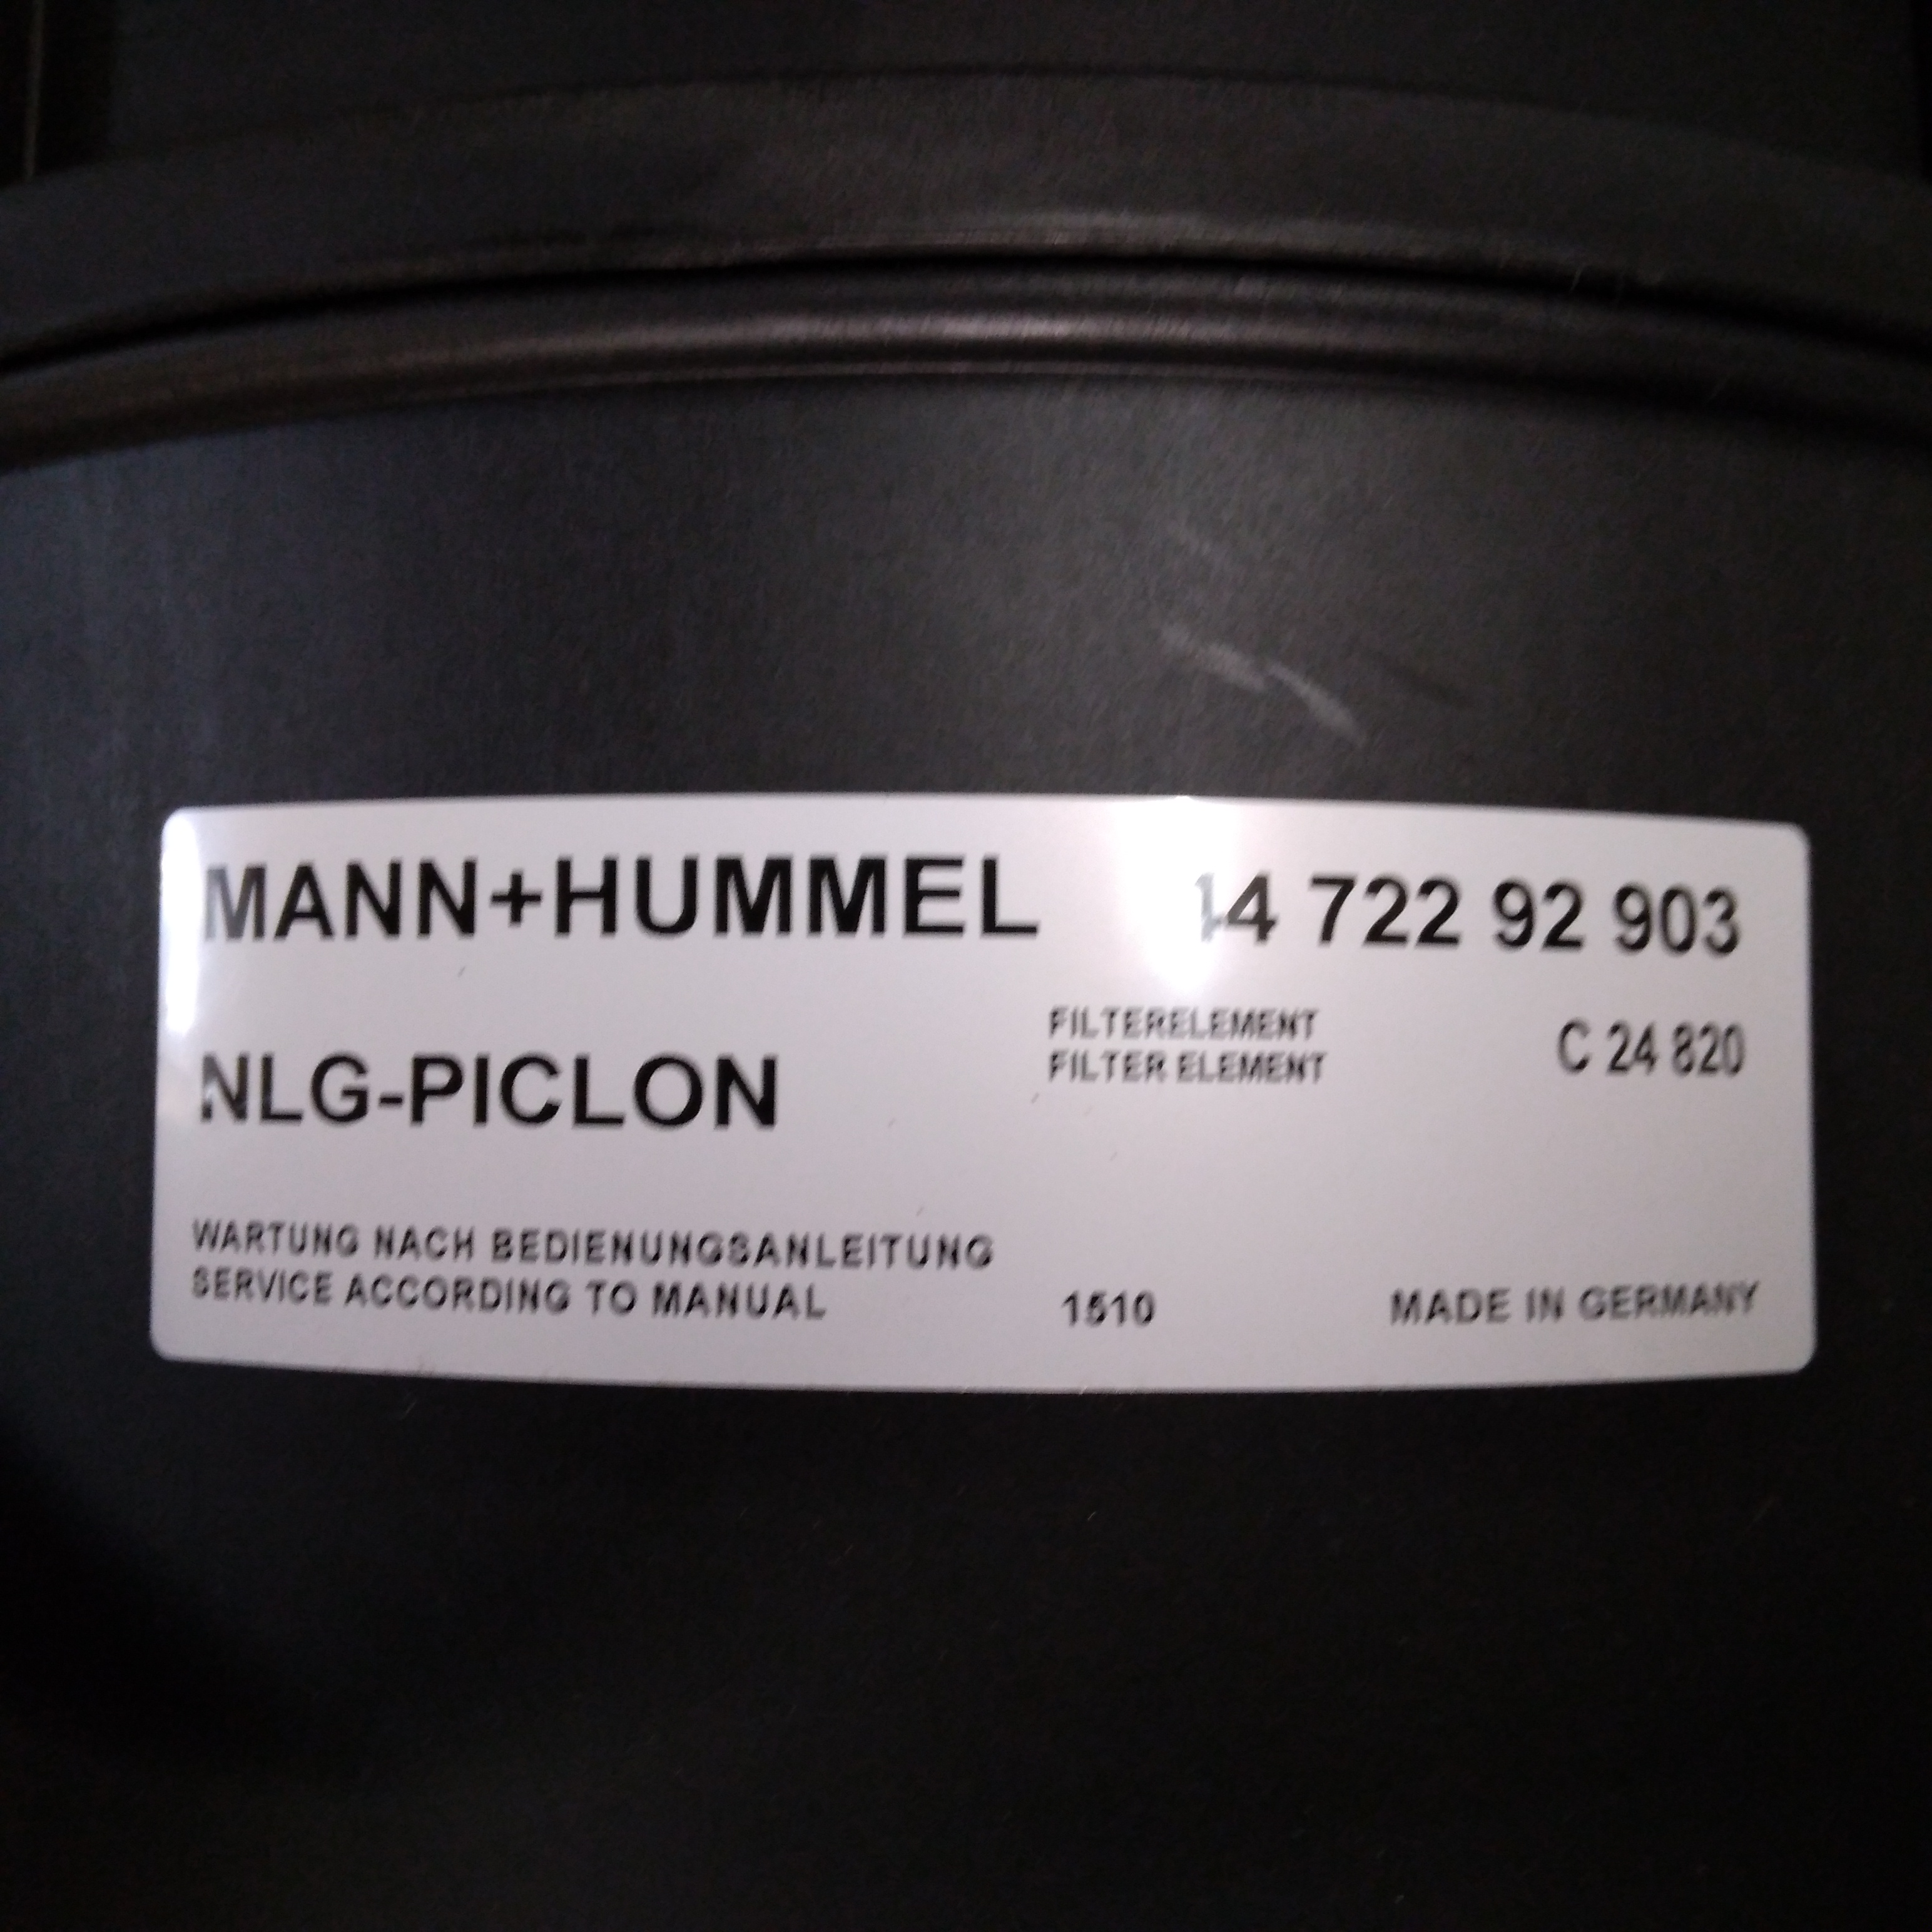 MANN+HUMMEL 44 722 92 903
NLG-PICLON
FILTERELEMENT
FILTER ELEMENT
C 24 820
WARTUNG NACH BEDIENUNGSANLEITUNG
SERVICE ACCORDING TO MANUAL
1510
MADE IN GERMANY